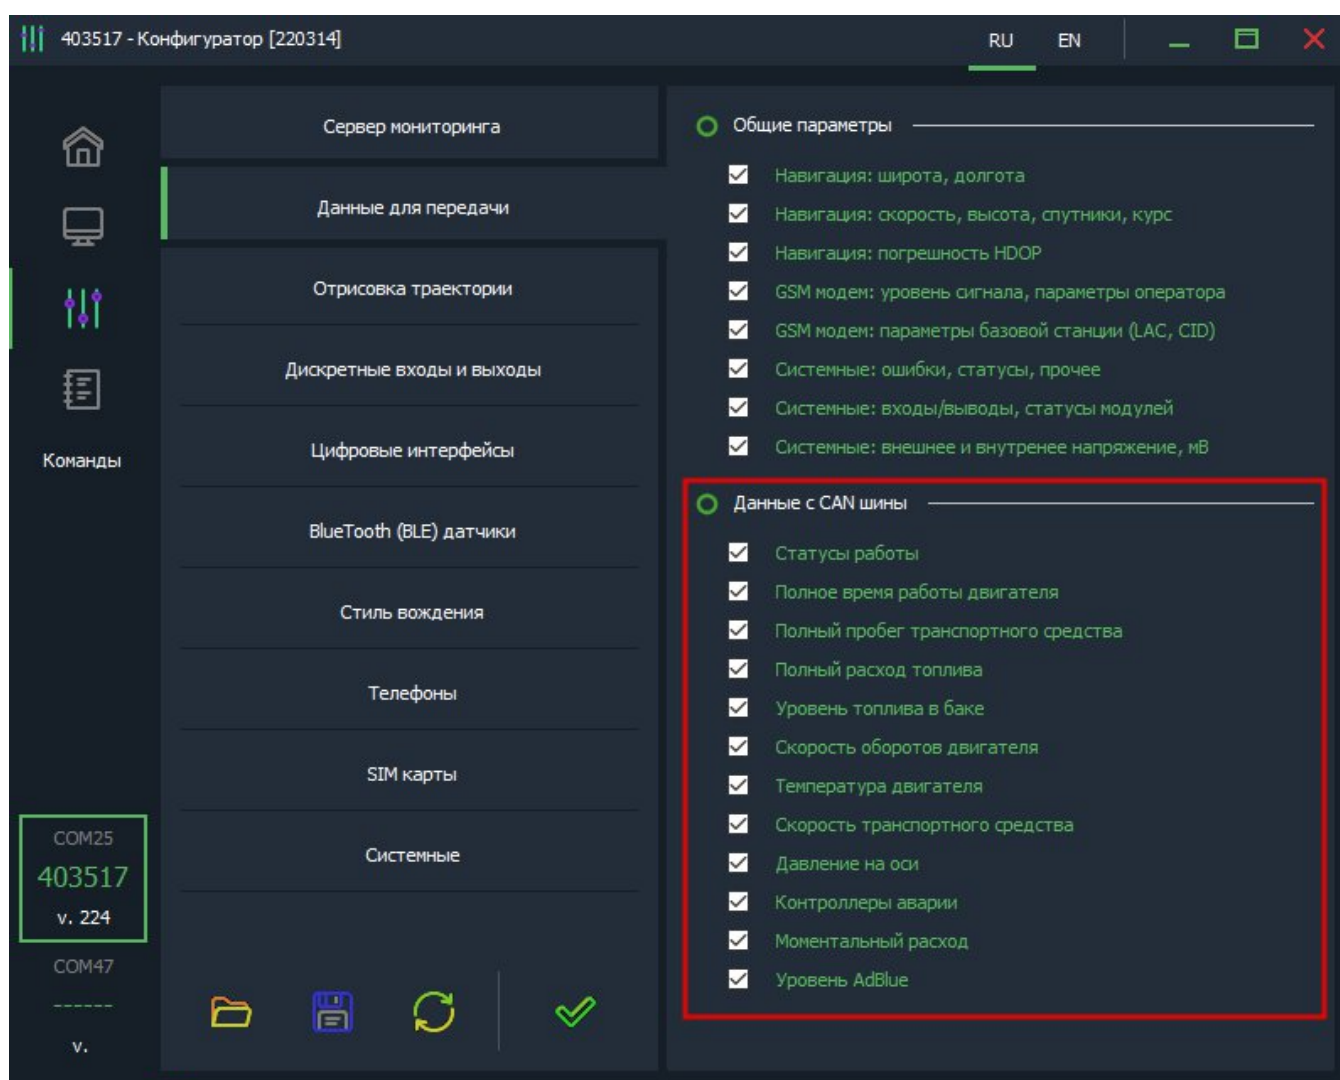 403517 - Конфигуратор [220314]
RU
EN
Команды
COM25
403517
v. 224
COM47
------
v.
Сервер мониторинга
Данные для передачи
Отрисовка траектории
Дискретные входы и выходы
Цифровые интерфейсы
BlueTooth (BLE) датчики
Стиль вождения
Телефоны
SIM карты
Системные
Общие параметры
Навигация: широта, долгота
Навигация: скорость, высота, спутники, курс
Навигация: погрешность HDOP
GSM модем: уровень сигнала, параметры оператора
GSM модем: параметры базовой станции (LAC, CID)
Системные: ошибки, статусы, прочее
Системные: входы/выводы, статусы модулей
Системные: внешнее и внутренее напряжение, мВ
Данные с CAN шины
Статусы работы
Полное время работы двигателя
Полный пробег транспортного средства
Полный расход топлива
Уровень топлива в баке
Скорость оборотов двигателя
Температура двигателя
Скорость транспортного средства
Давление на оси
Контроллеры аварии
Моментальный расход
Уровень AdBlue